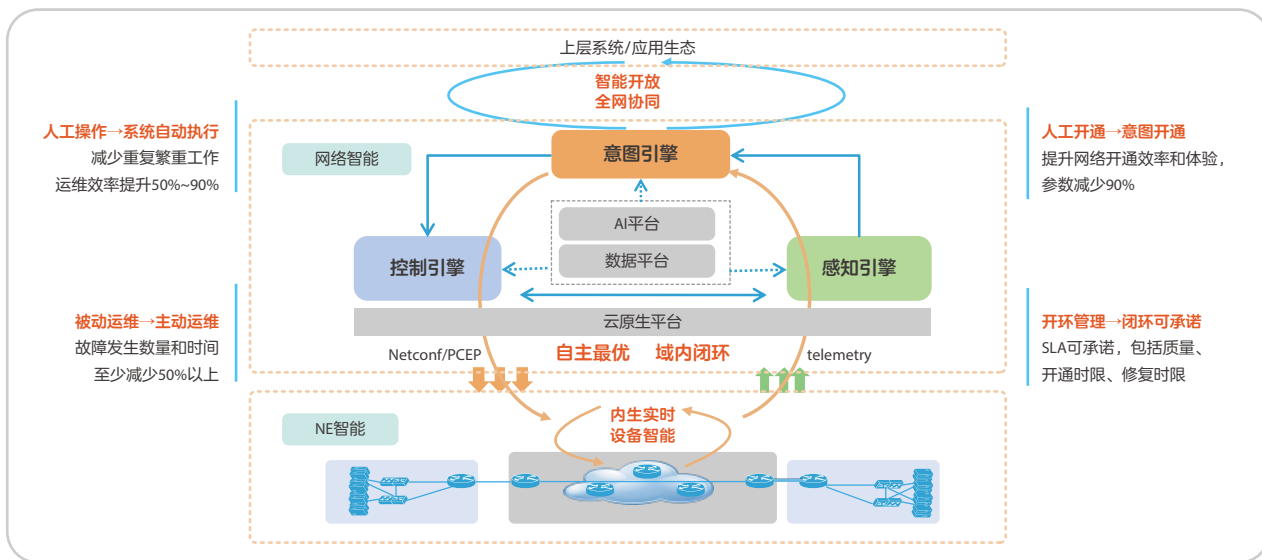 上层系统/应用生态
智能开放
全网协同
人工操作→系统自动执行
减少重复繁重工作
运维效率提升50%~90%
网络智能
意图引擎
人工开通→意图开通
提升网络开通效率和体验，
参数减少90%
AI平台
数据平台
控制引擎
感知引擎
云原生平台
被动运维→主动运维
故障发生数量和时间
至少减少50%以上
Netconf/PCEP
自主最优 域内闭环
telemetry
开环管理→闭环可承诺
SLA可承诺，包括质量、
开通时限、修复时限
NE智能
内生实时
设备智能